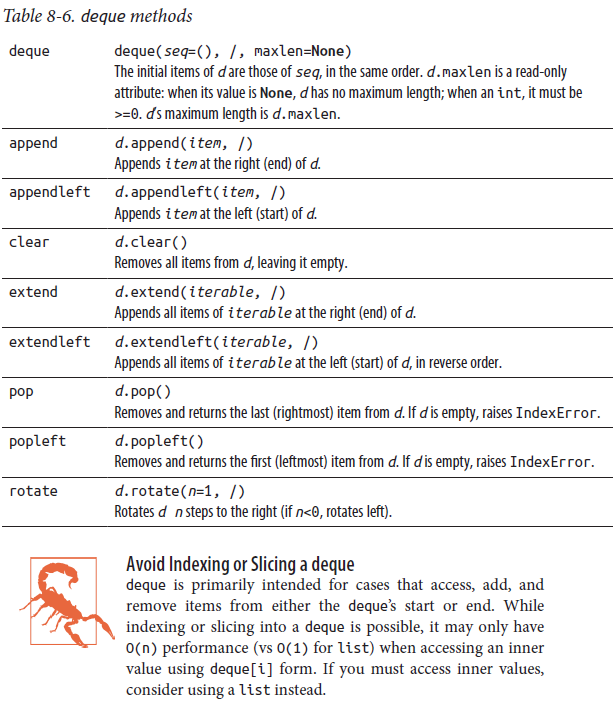 Table 8-6. deque methods
deque deque(seq=(), /, maxlen=None)
The initial items of d are those of seq, in the same order. d.maxlen is a read-only
attribute: when its value is None, d has no maximum length; when an int, it must be
>=0. d’s maximum length is d.maxlen.
append d.append(item, /)
Appends item at the right (end) of d.
appendleft d.appendleft(item, /)
Appends item at the left (start) of d.
clear d.clear()
Removes all items from d, leaving it empty.
extend d.extend(iterable, /)
Appends all items of iterable at the right (end) of d.
extendleft d.extendleft(iterable, /)
Appends all items of iterable at the left (start) of d, in reverse order.
pop d.pop()
Removes and returns the last (rightmost) item from d. If d is empty, raises IndexError.
popleft d.popleft()
Removes and returns the first (leftmost) item from d. If d is empty, raises IndexError.
rotate d.rotate(n=1, /)
Rotates d n steps to the right (if n<0, rotates left).
Avoid Indexing or Slicing a deque
deque is primarily intended for cases that access, add, and
remove items from either the deque’s start or end. While
indexing or slicing into a deque is possible, it may only have
O(n) performance (vs O(1) for list) when accessing an inner
value using deque[i] form. If you must access inner values,
consider using a list instead.